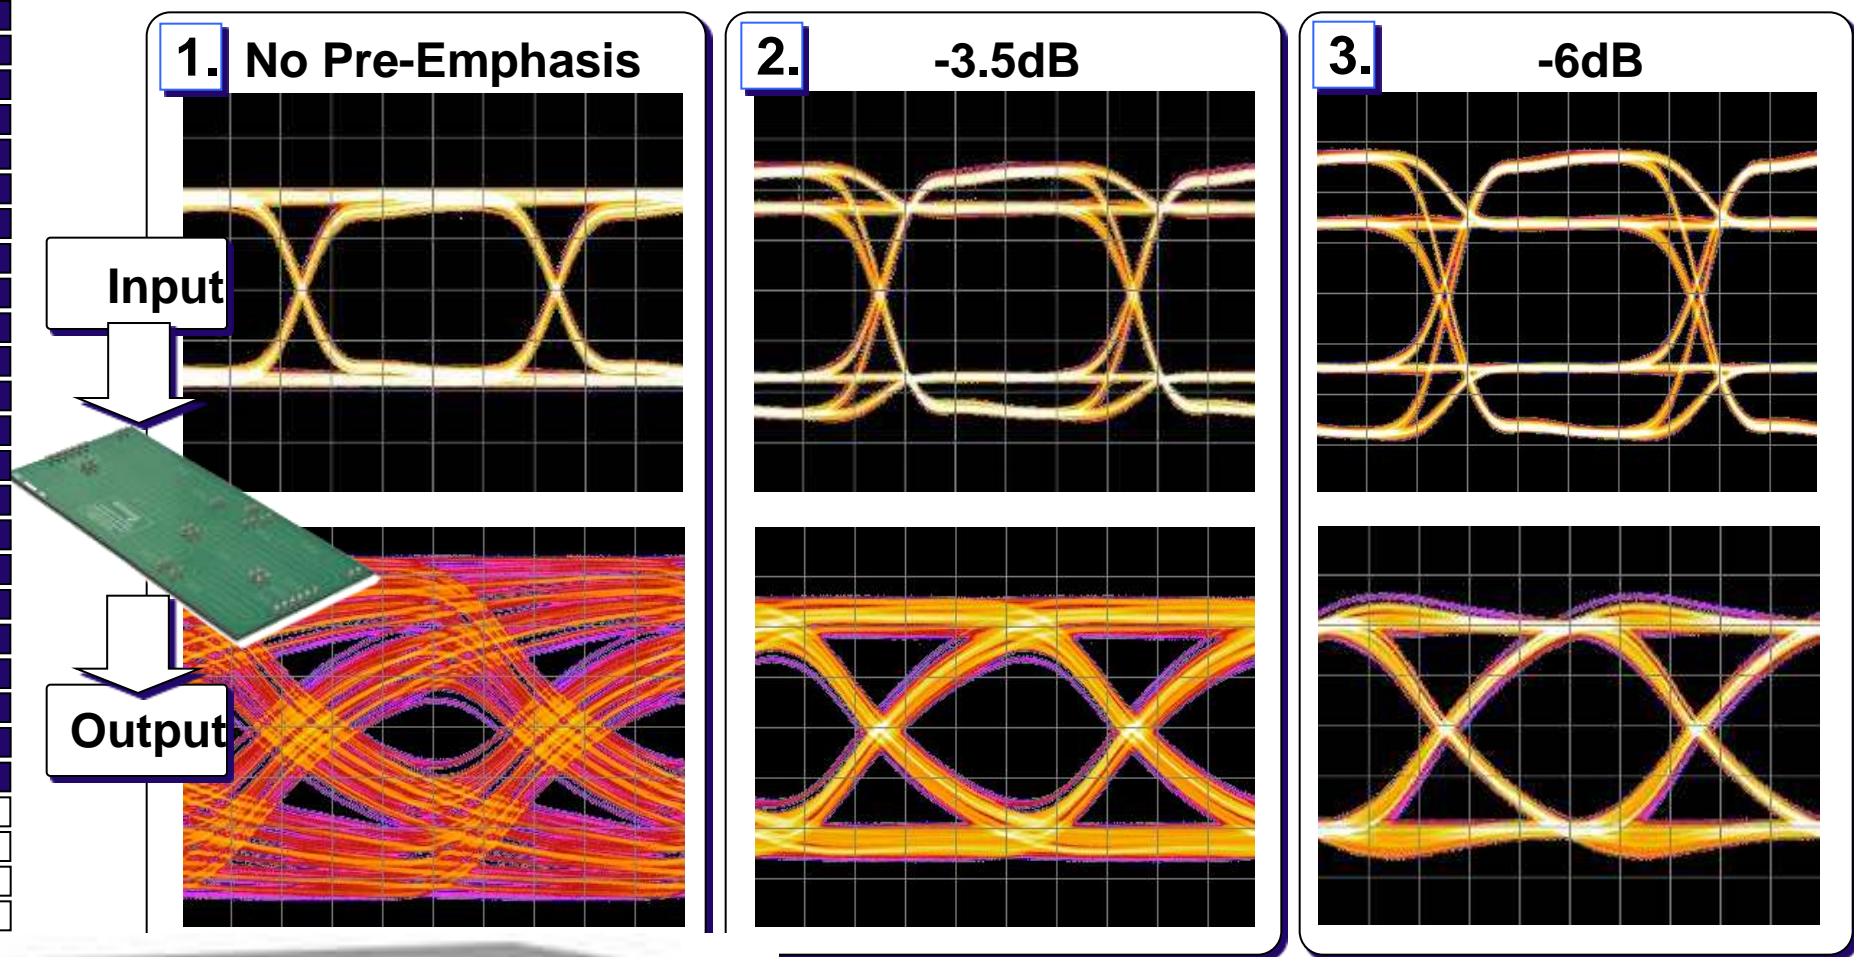 1. No Pre-Emphasis
2. -3.5dB
3. -6dB
Input
Output